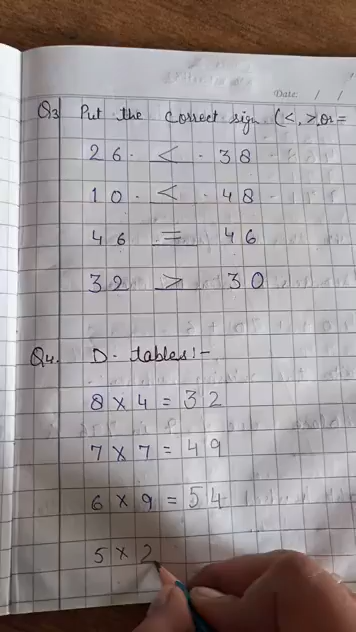 Date: / /
Q3 Put the correct sign (<, > or =
26. < . 38
10. < . 48
46 = 46
32 > 30
Q4. D. tables:-
8 × 4 = 32
7 × 7 = 49
6 × 9 = 54
5 × 2